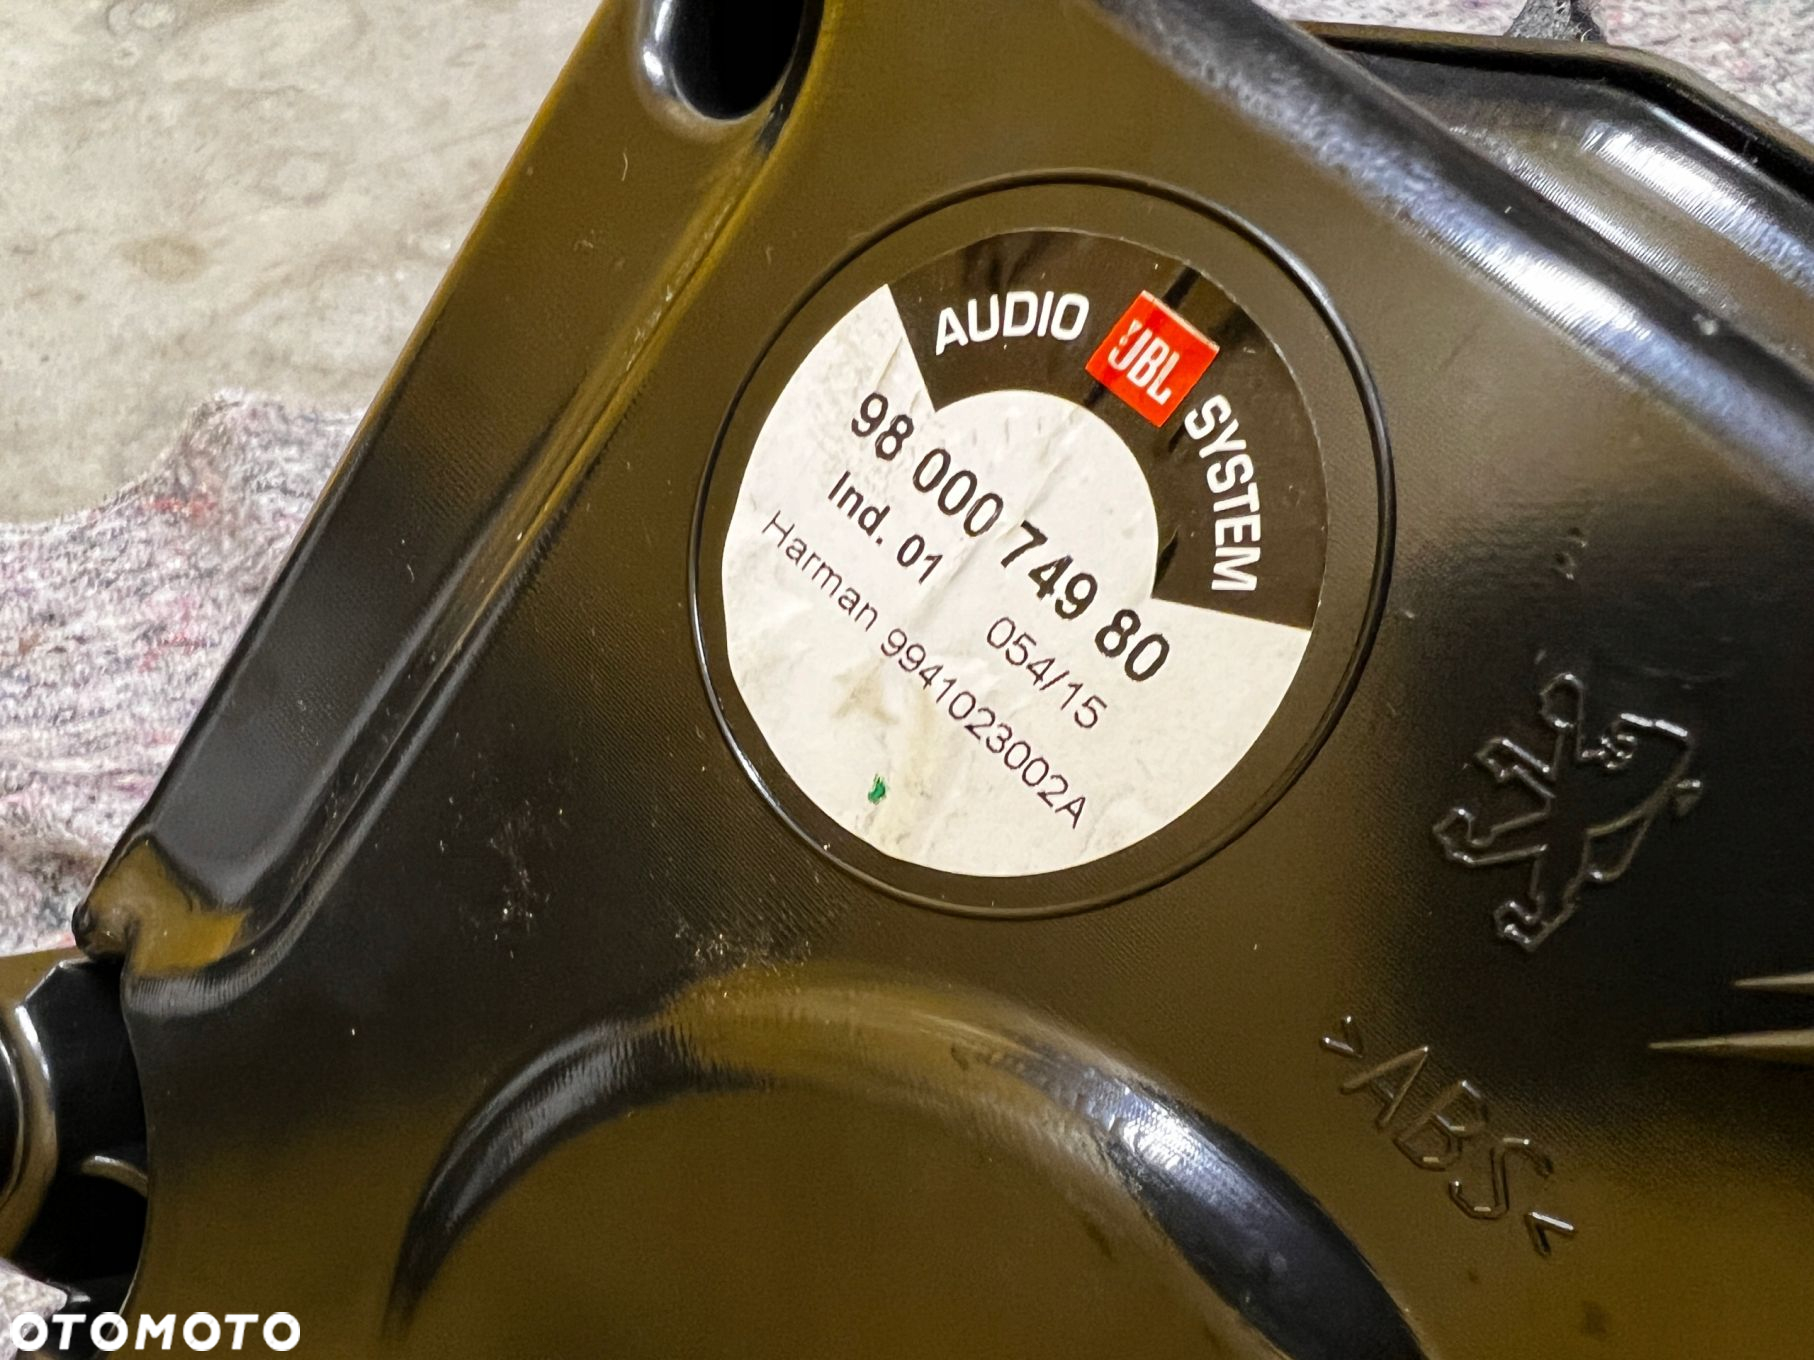 AUDIO JBL SYSTEM
98 000 749 80
Ind. 01
054/15
Harman 9941023002A
>ABS<
OTOMOTO